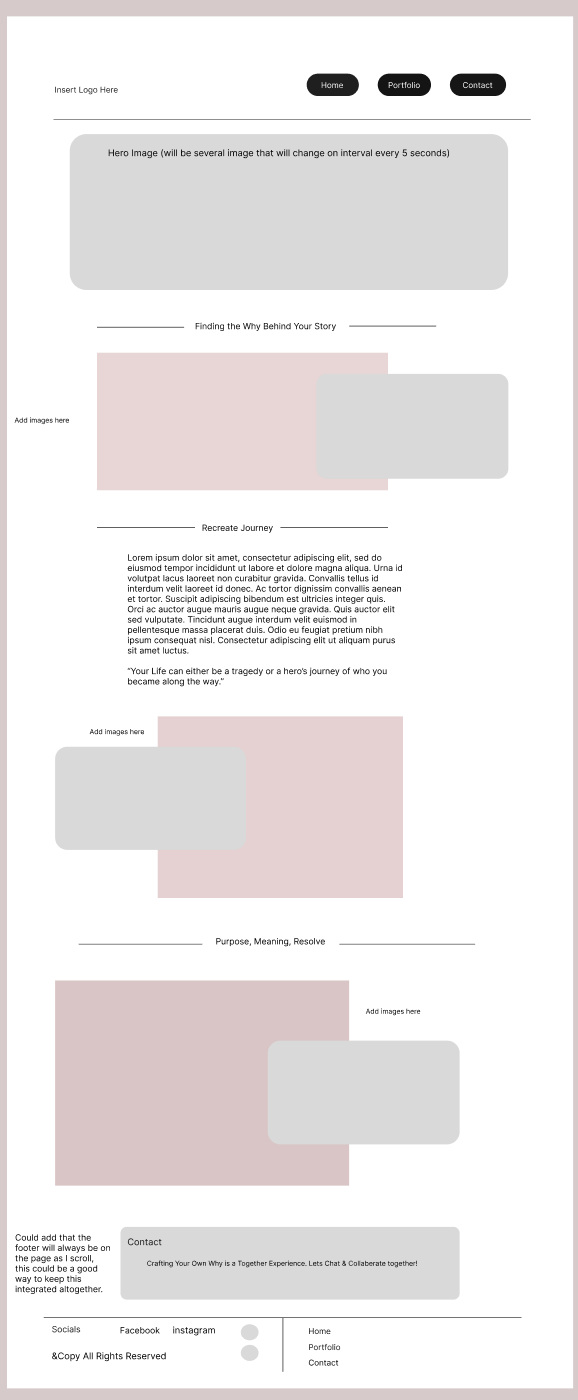 Insert Logo Here
Home
Portfolio
Contact
Hero Image (will be several image that will change on interval every 5 seconds)
Finding the Why Behind Your Story
Add images here
Recreate Journey
Lorem ipsum dolor sit amet, consectetur adipiscing elit, sed do
eiusmod tempor incididunt ut labore et dolore magna aliqua. Urna id
volutpat lacus laoreet non curabitur gravida. Convallis tellus id
interdum velit laoreet id donec. Ac tortor dignissim convallis aenean
et tortor. Suscipit adipiscing bibendum est ultricies integer quis.
Orci ac auctor augue mauris augue neque gravida. Quis auctor elit
sed vulputate. Tincidunt augue interdum velit euismod in
pellentesque massa placerat duis. Odio eu feugiat pretium nibh
ipsum consequat nisl. Consectetur adipiscing elit ut aliquam purus
sit amet luctus.
“Your Life can either be a tragedy or a hero’s journey of who you
became along the way.”
Add images here
Purpose, Meaning, Resolve
Add images here
Could add that the
footer will always be on
the page as I scroll,
this could be a good
way to keep this
integrated altogether.
Contact
Crafting Your Own Why is a Together Experience. Lets Chat & Collaberate together!
Socials
Facebook
instagram
&Copy All Rights Reserved
Home
Portfolio
Contact